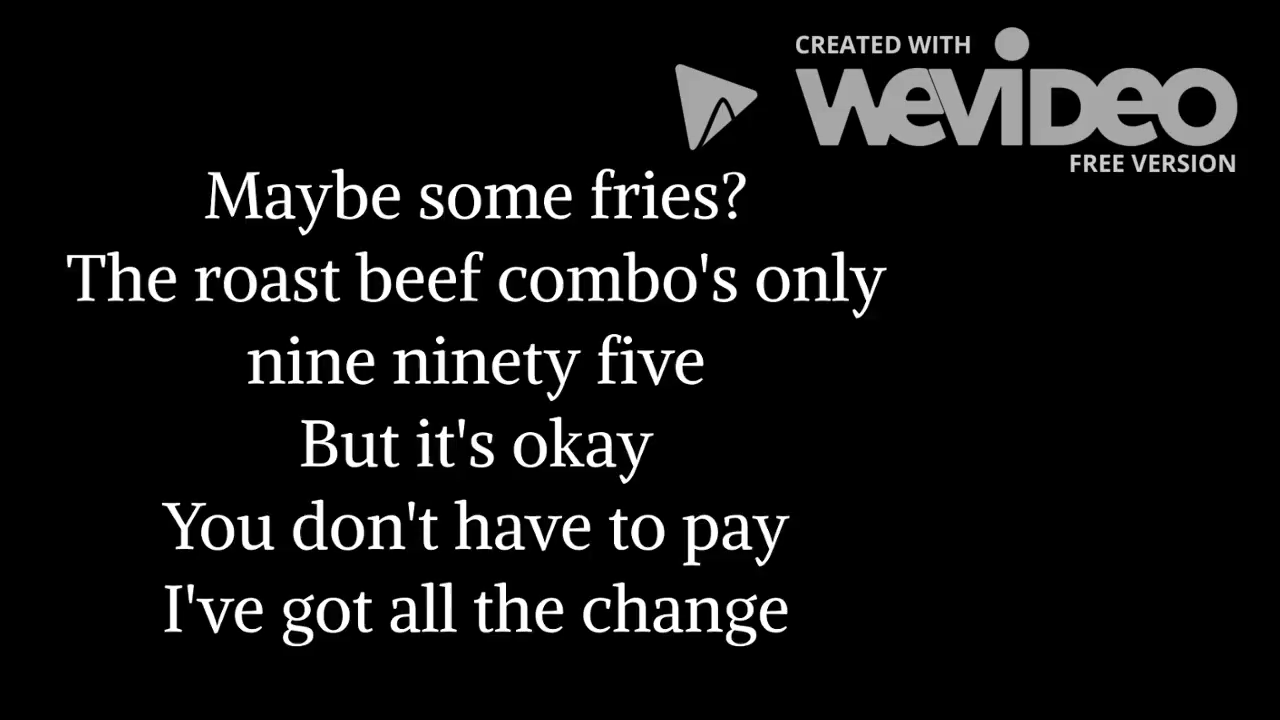 CREATED WITH
WEVIDEO
FREE VERSION
Maybe some fries?
The roast beef combo's only
nine ninety five
But it's okay
You don't have to pay
I've got all the change